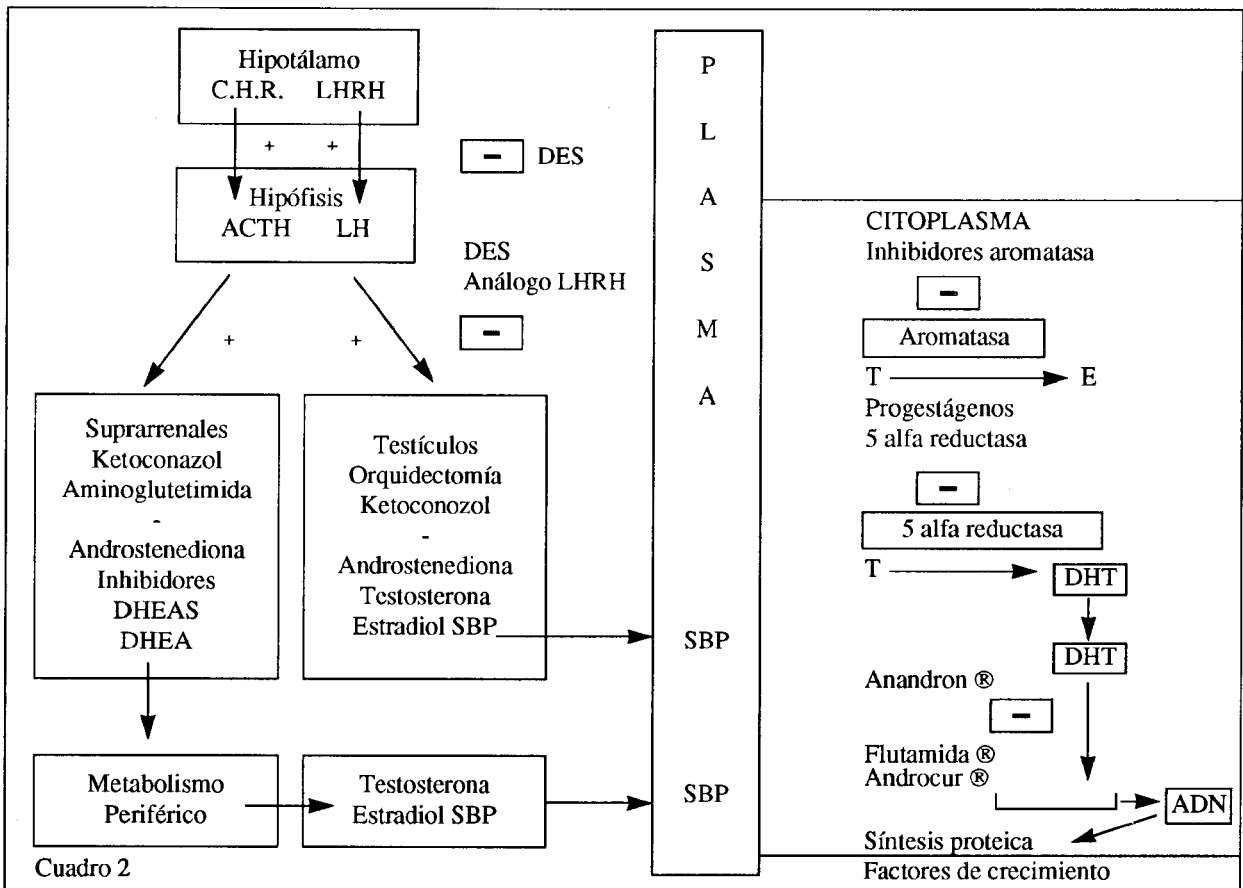 Hipotálamo
C.H.R. LHRH
+ +
- DES
Hipófisis
ACTH LH
DES
Análogo LHRH
-
+ +
Suprarrenales
Ketoconazol
Aminoglutetimida
-
Androstenediona
Inhibidores
DHEAS
DHEA
Testículos
Orquidectomía
Ketoconozol
-
Androstenediona
Testosterona
Estradiol SBP
Metabolismo
Periférico
Testosterona
Estradiol SBP
Cuadro 2
P
L
A
S
M
A
SBP
SBP
CITOPLASMA
Inhibidores aromatasa
-
Aromatasa
T E
Progestágenos
5 alfa reductasa
-
5 alfa reductasa
T DHT
DHT
Anandron ®
-
Flutamida ®
Androcur ®
ADN
Síntesis proteica
Factores de crecimiento